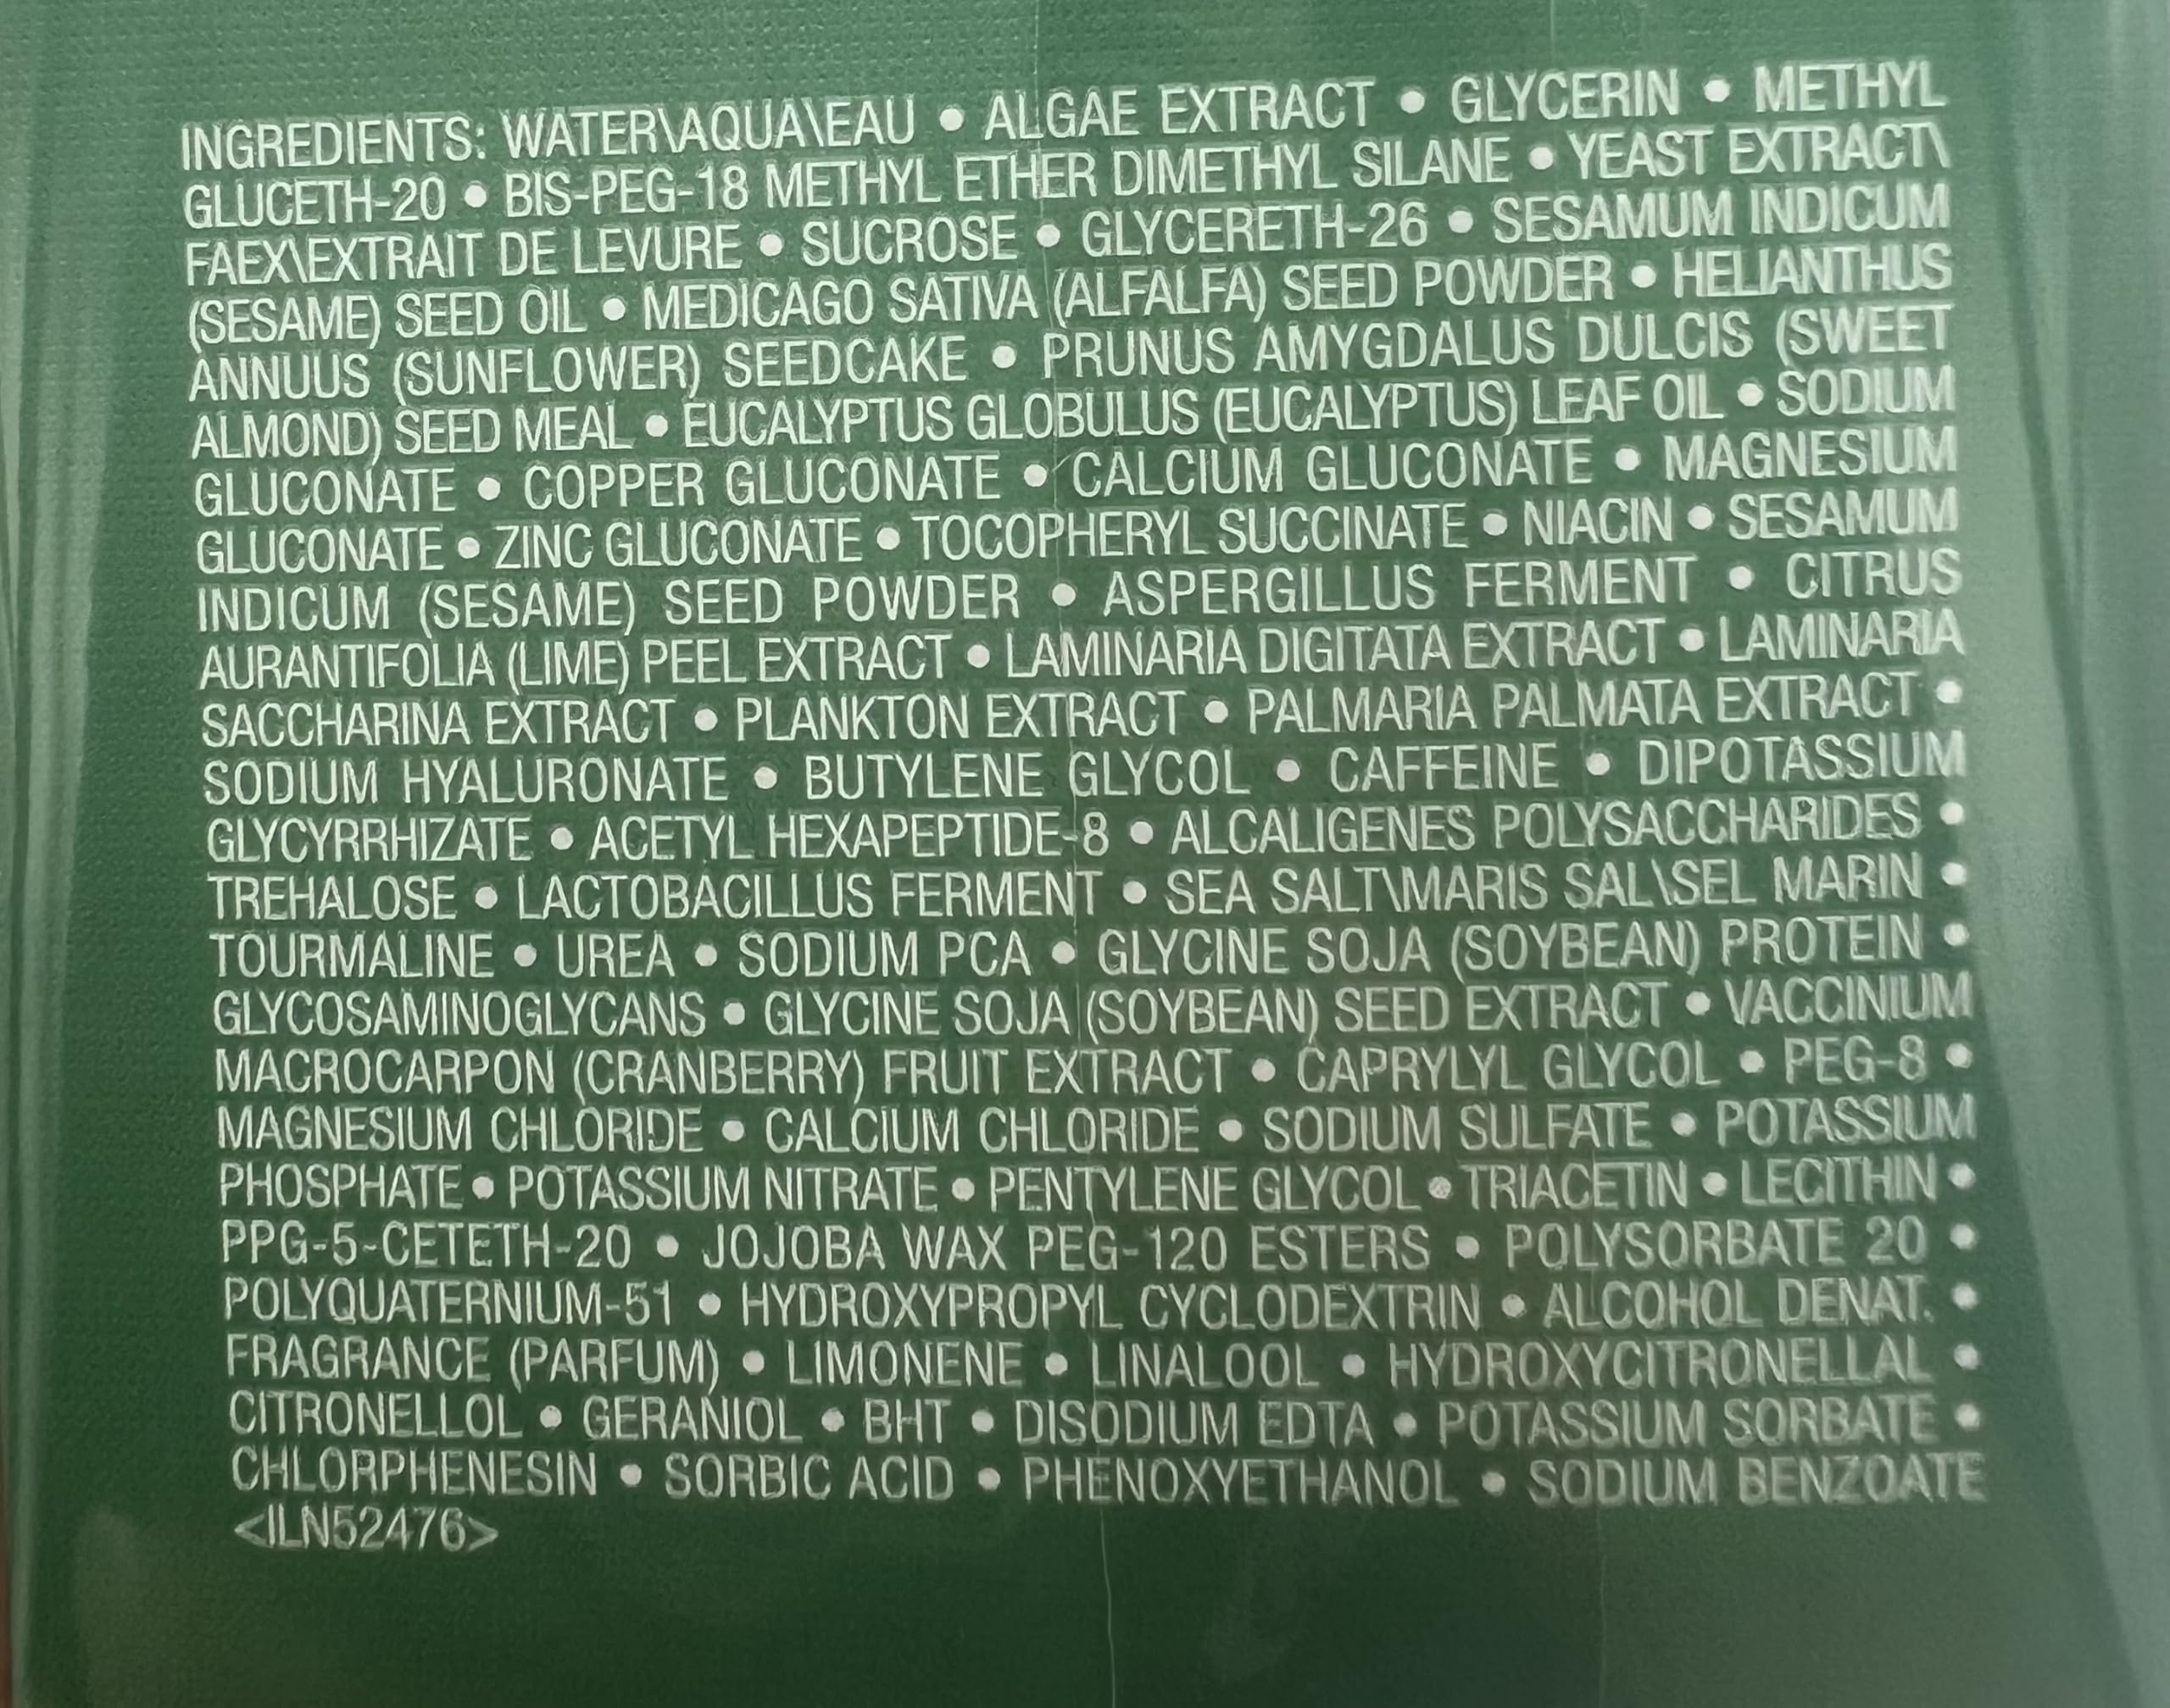 INGREDIENTS: WATER\AQUA\EAU • ALGAE EXTRACT • GLYCERIN • METHYL
GLUCETH-20 • BIS-PEG-18 METHYL ETHER DIMETHYL SILANE • YEAST EXTRACT\
FAEX\EXTRAIT DE LEVURE • SUCROSE • GLYCERETH-26 • SESAMUM INDICUM
(SESAME) SEED OIL • MEDICAGO SATIVA (ALFALFA) SEED POWDER • HELIANTHUS
ANNUUS (SUNFLOWER) SEEDCAKE • PRUNUS AMYGDALUS DULCIS (SWEET
ALMOND) SEED MEAL • EUCALYPTUS GLOBULUS (EUCALYPTUS) LEAF OIL • SODIUM
GLUCONATE • COPPER GLUCONATE • CALCIUM GLUCONATE • MAGNESIUM
GLUCONATE • ZINC GLUCONATE • TOCOPHERYL SUCCINATE • NIACIN • SESAMUM
INDICUM (SESAME) SEED POWDER • ASPERGILLUS FERMENT • CITRUS
AURANTIFOLIA (LIME) PEEL EXTRACT • LAMINARIA DIGITATA EXTRACT • LAMINARIA
SACCHARINA EXTRACT • PLANKTON EXTRACT • PALMARIA PALMATA EXTRACT •
SODIUM HYALURONATE • BUTYLENE GLYCOL • CAFFEINE • DIPOTASSIUM
GLYCYRRHIZATE • ACETYL HEXAPEPTIDE-8 • ALCALIGENES POLYSACCHARIDES •
TREHALOSE • LACTOBACILLUS FERMENT • SEA SALT\MARIS SAL\SEL MARIN •
TOURMALINE • UREA • SODIUM PCA • GLYCINE SOJA (SOYBEAN) PROTEIN •
GLYCOSAMINOGLYCANS • GLYCINE SOJA (SOYBEAN) SEED EXTRACT • VACCINIUM
MACROCARPON (CRANBERRY) FRUIT EXTRACT • CAPRYLYL GLYCOL • PEG-8 •
MAGNESIUM CHLORIDE • CALCIUM CHLORIDE • SODIUM SULFATE • POTASSIUM
PHOSPHATE • POTASSIUM NITRATE • PENTYLENE GLYCOL • TRIACETIN • LECITHIN •
PPG-5-CETETH-20 • JOJOBA WAX PEG-120 ESTERS • POLYSORBATE 20 •
POLYQUATERNIUM-51 • HYDROXYPROPYL CYCLODEXTRIN • ALCOHOL DENAT. •
FRAGRANCE (PARFUM) • LIMONENE • LINALOOL • HYDROXYCITRONELLAL •
CITRONELLOL • GERANIOL • BHT • DISODIUM EDTA • POTASSIUM SORBATE •
CHLORPHENESIN • SORBIC ACID • PHENOXYETHANOL • SODIUM BENZOATE
<ILN52476>